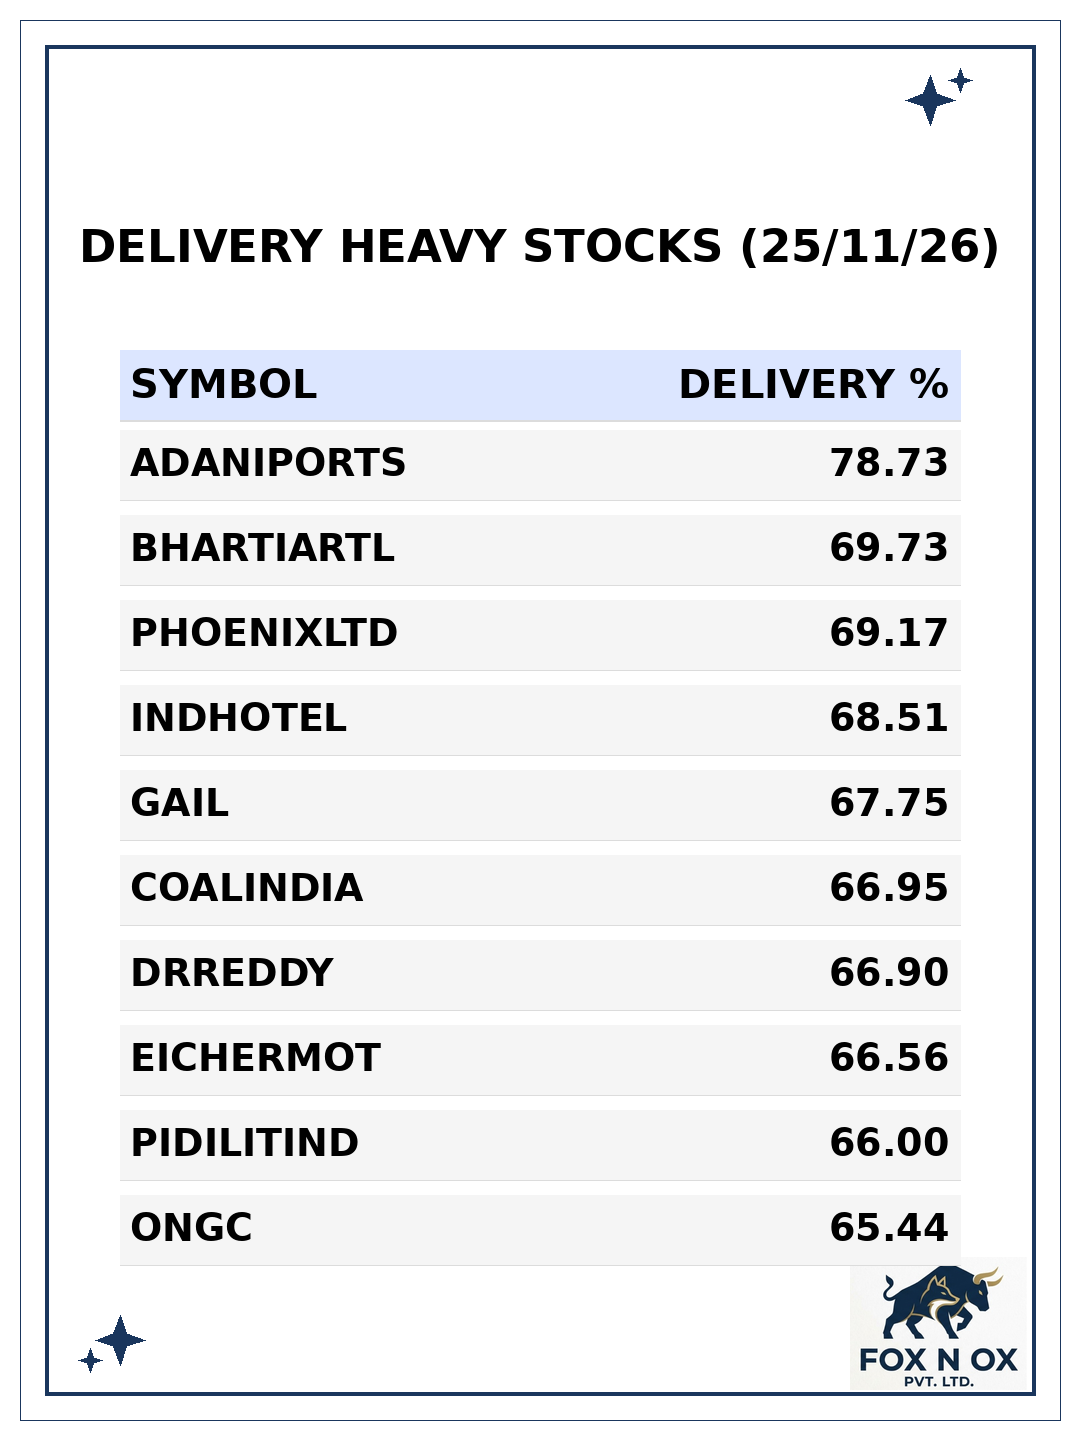 DELIVERY HEAVY STOCKS (25/11/26)
SYMBOL DELIVERY %
ADANIPORTS 78.73
BHARTIARTL 69.73
PHOENIXLTD 69.17
INDHOTEL 68.51
GAIL 67.75
COALINDIA 66.95
DRREDDY 66.90
EICHERMOT 66.56
PIDILITIND 66.00
ONGC 65.44
FOX N OX
PVT. LTD.